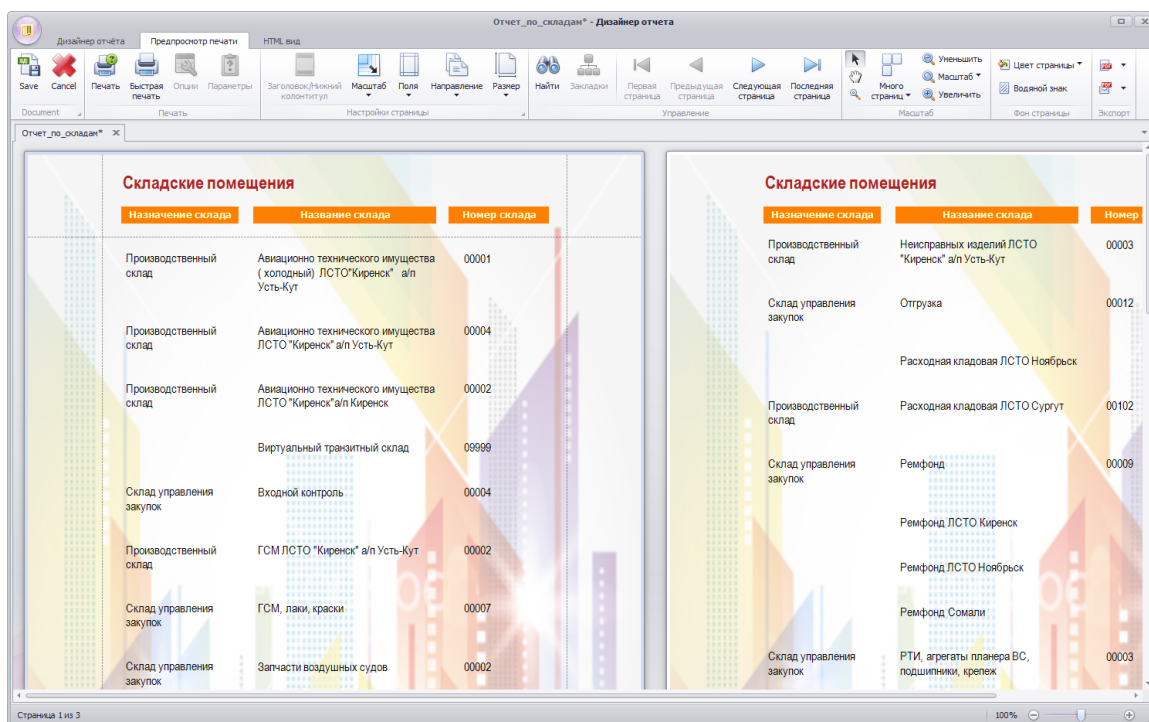 Отчет_по_складам* - Дизайнер отчета
Дизайнер отчёта Предпросмотр печати HTML вид
Save Cancel Печать Быстрая печать Опции Параметры Заголовок/Нижний колонтитул Масштаб Поля Направление Размер Найти Закладки Первая страница Предыдущая страница Следующая страница Последняя страница Много страниц Уменьшить Масштаб Увеличить Цвет страницы Водяной знак
Document Печать Настройки страницы Управление Масштаб Фон страницы Экспорт
Отчет_по_складам* X
Складские помещения
Назначение склада Название склада Номер склада
Производственный Авиационно технического имущества 00001
склад ( холодный) ЛСТО"Киренск" а/п
Усть-Кут
Производственный Авиационно технического имущества 00004
склад ЛСТО "Киренск" а/п Усть-Кут
Производственный Авиационно технического имущества 00002
склад ЛСТО "Киренск"а/п Киренск
Виртуальный транзитный склад 09999
Склад управления Входной контроль 00004
закупок
Производственный ГСМ ЛСТО "Киренск" а/п Усть-Кут 00002
склад
Склад управления ГСМ, лаки, краски 00007
закупок
Склад управления Запчасти воздушных судов 00002
закупок
Складские помещения
Назначение склада Название склада Номер
Производственный Неисправных изделий ЛСТО 00003
склад "Киренск" а/п Усть-Кут
Склад управления Отгрузка 00012
закупок
Расходная кладовая ЛСТО Ноябрьск
Производственный Расходная кладовая ЛСТО Сургут 00102
склад
Склад управления Ремфонд 00009
закупок
Ремфонд ЛСТО Киренск
Ремфонд ЛСТО Ноябрьск
Ремфонд Сомали
Склад управления РТИ, агрегаты планера ВС, 00003
закупок подшипники, крепеж
Страница 1 из 3 100%